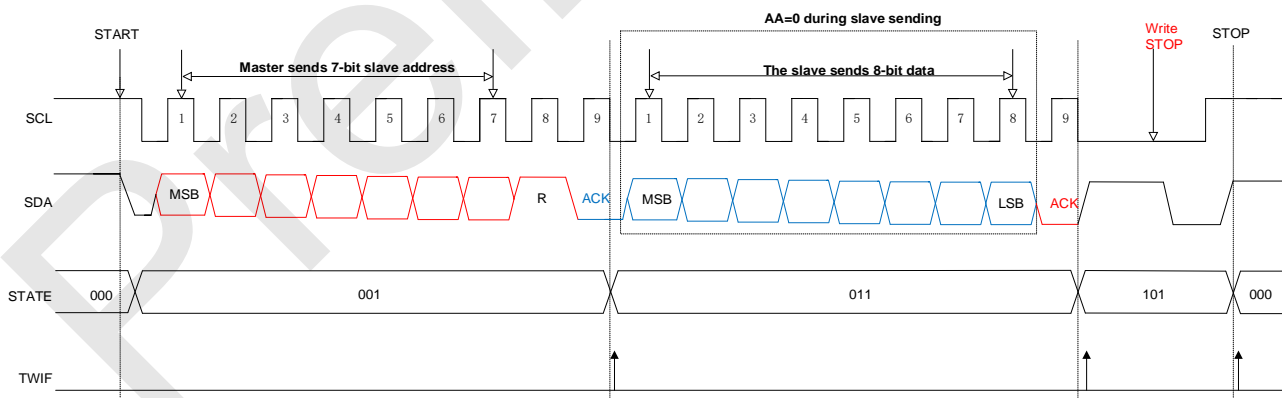 AA=0 during slave sending
START
Write
STOP
STOP
Master sends 7-bit slave address
The slave sends 8-bit data
SCL
1 2 3 4 5 6 7 8 9 1 2 3 4 5 6 7 8 9
SDA
MSB R ACK MSB LSB ACK
STATE
000 001 011 101 000
TWIF